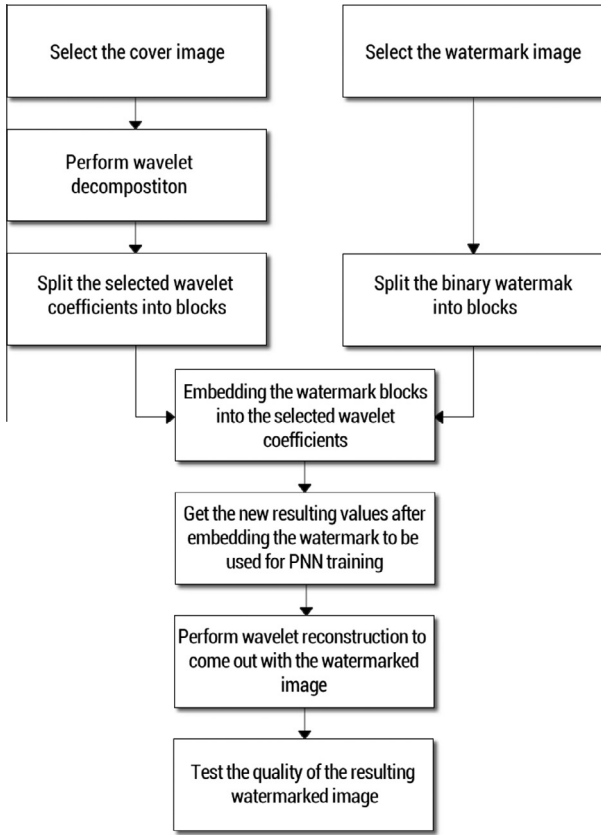 Select the cover image
Select the watermark image
Perform wavelet
decompostiton
Split the selected wavelet
coefficients into blocks
Split the binary watermak
into blocks
Embedding the watermark blocks
into the selected wavelet
coefficients
Get the new resulting values after
embedding the watermark to be
used for PNN training
Perform wavelet reconstruction to
come out with the watermarked
image
Test the quality of the resulting
watermarked image